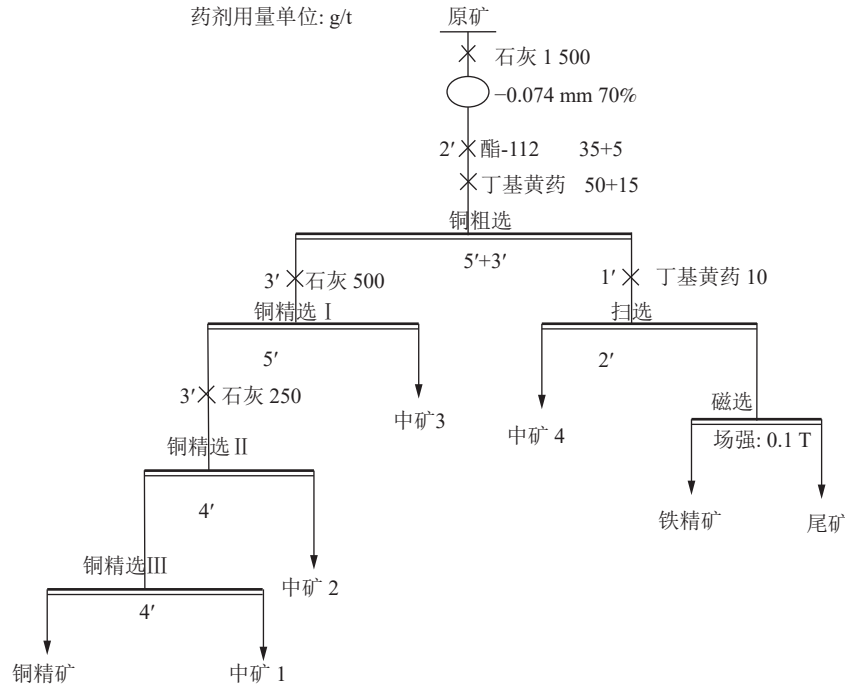 药剂用量单位: g/t
原矿
石灰 1 500
−0.074 mm 70%
2′ 酯-112 35+5
丁基黄药 50+15
铜粗选
5′+3′
3′ 石灰 500
1′ 丁基黄药 10
铜精选Ⅰ
扫选
5′
2′
3′ 石灰 250
中矿3
中矿 4
磁选
场强: 0.1 T
铜精选Ⅱ
4′
铁精矿
尾矿
铜精选Ⅲ
中矿 2
4′
铜精矿
中矿 1